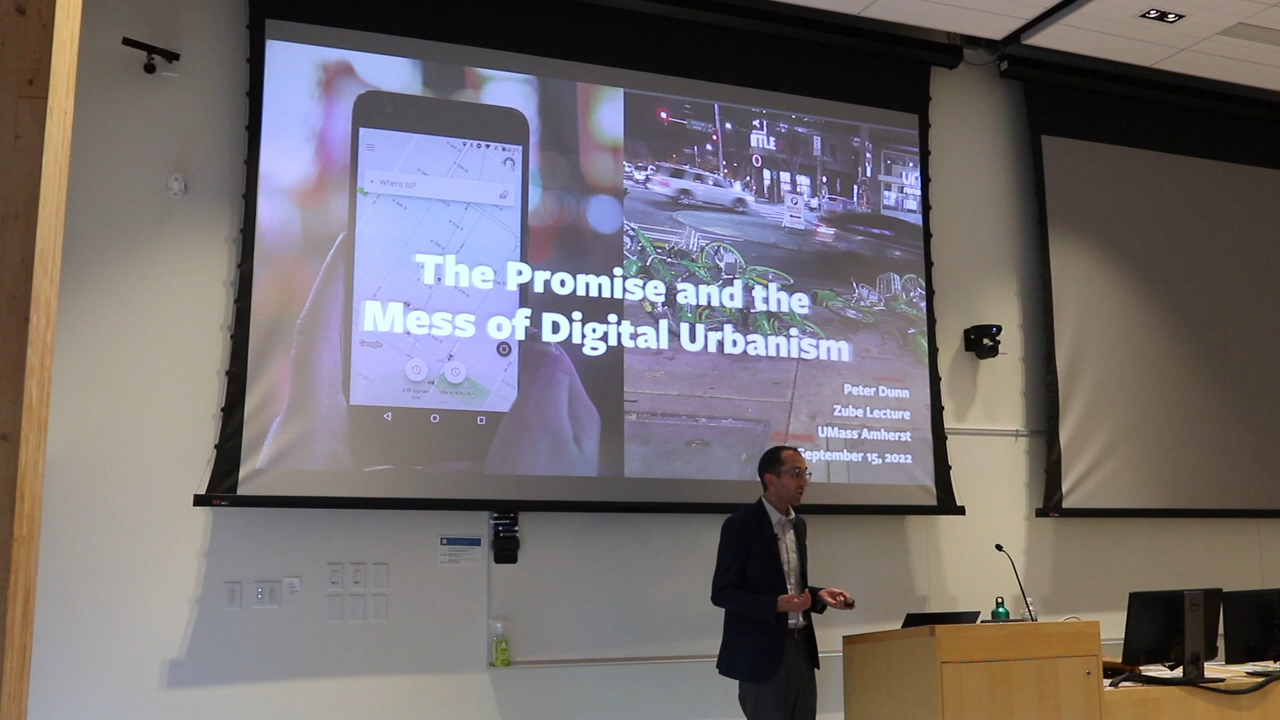 Where to?
Google
The Promise and the
Mess of Digital Urbanism
Peter Dunn
Zube Lecture
UMass Amherst
September 15, 2022